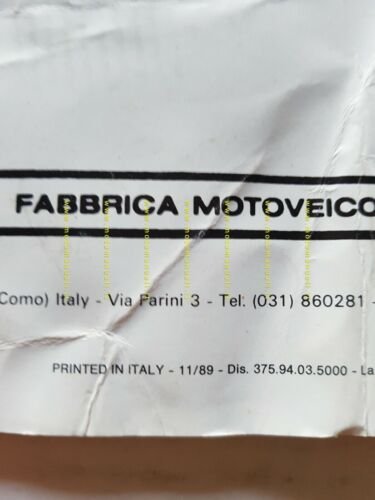 FABBRICA MOTOVEICO
Como) Italy - Via Farini 3 - Tel: (031) 860281 -
PRINTED IN ITALY - 11/89 - Dis. 375.94.03.5000 - La